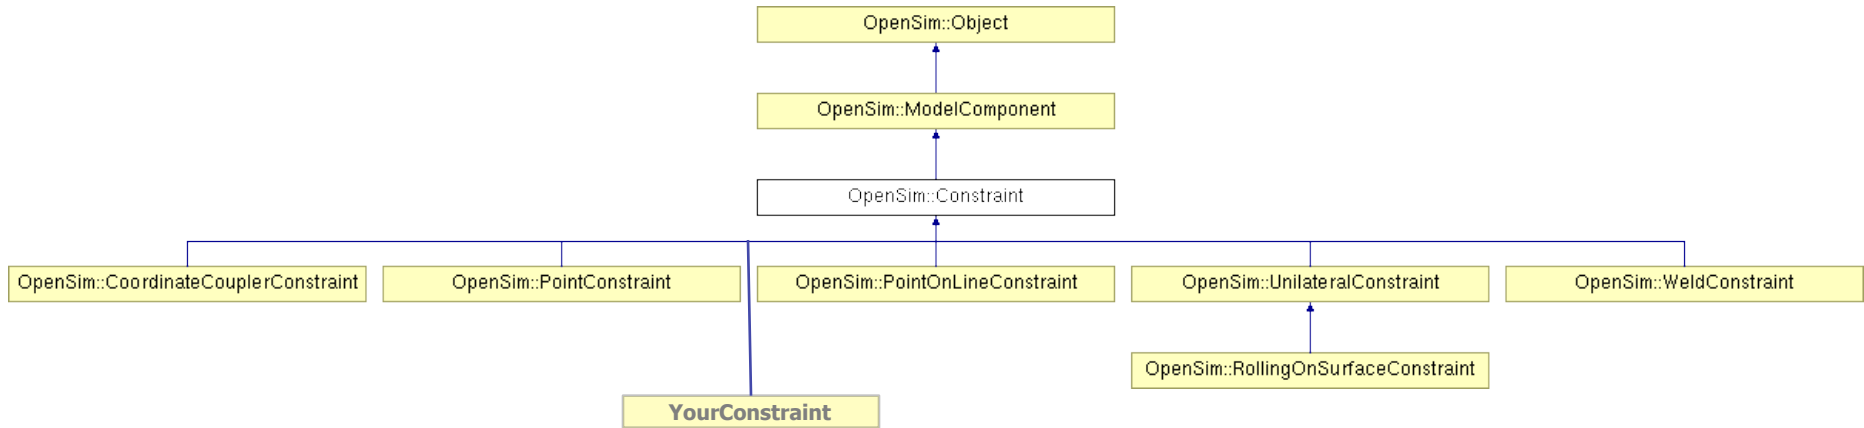 OpenSim::Object
OpenSim::ModelComponent
OpenSim::Constraint
OpenSim::CoordinateCouplerConstraint
OpenSim::PointConstraint
OpenSim::PointOnLineConstraint
OpenSim::UnilateralConstraint
OpenSim::WeldConstraint
OpenSim::RollingOnSurfaceConstraint
YourConstraint